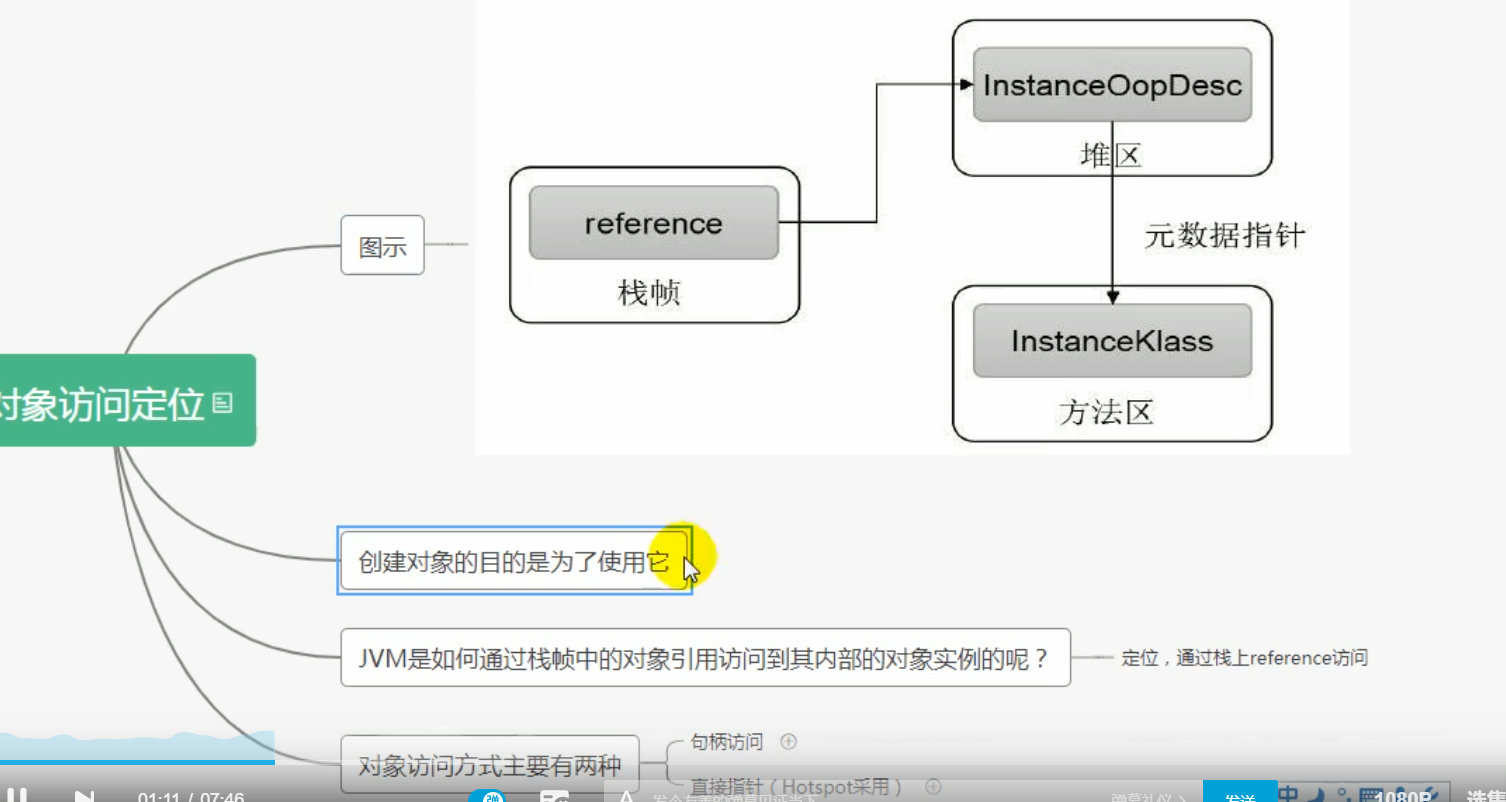 InstanceOopDesc
堆区
reference
栈帧
图示
元数据指针
InstanceKlass
方法区
对象访问定位
创建对象的目的是为了使用它
JVM是如何通过栈帧中的对象引用访问到其内部的对象实例的呢？
定位，通过栈上reference访问
对象访问方式主要有两种
句柄访问
直接指针（Hotspot采用）
01:11 / 07:46
弹
弹幕礼仪
发送
中
1080P
选集